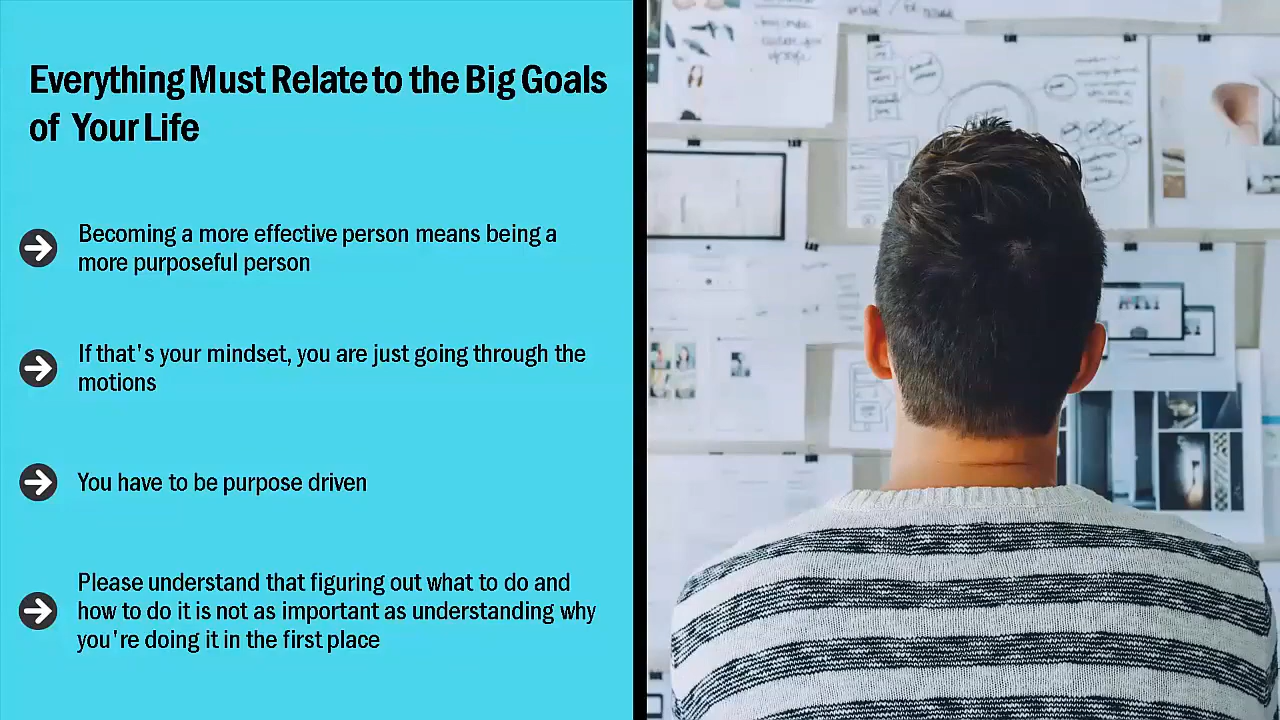 Everything Must Relate to the Big Goals
of Your Life
Becoming a more effective person means being a
more purposeful person
If that's your mindset, you are just going through the
motions
You have to be purpose driven
Please understand that figuring out what to do and
how to do it is not as important as understanding why
you're doing it in the first place